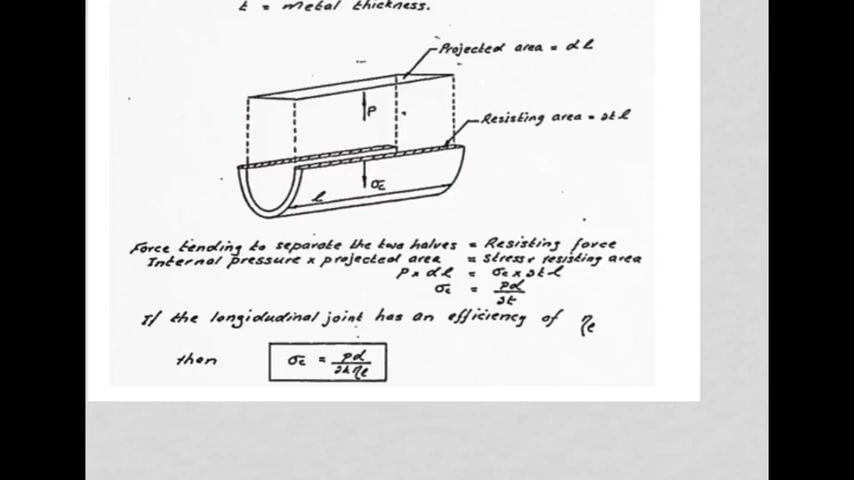 t = Metal thickness.
Projected area = dl
P
Resisting area = 2tl
σc
l
Force tending to separate the two halves = Resisting force
Internal pressure x projected area = stress x resisting area
P x dl = σc x 2tl
σc = pd/2t
If the longidudinal joint has an efficiency of ηl
then σc = pd/2tηl